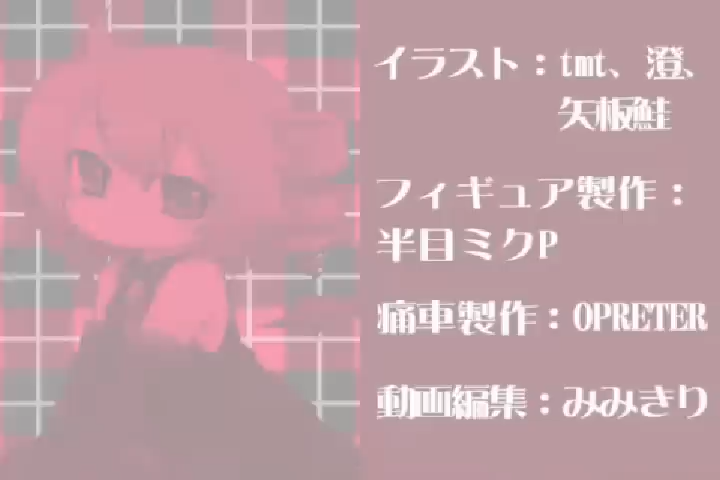 イラスト：tmt、澄、
矢板鮭
フィギュア製作：
半目ミクP
痛車製作：OPRETER
動画編集：みみきり